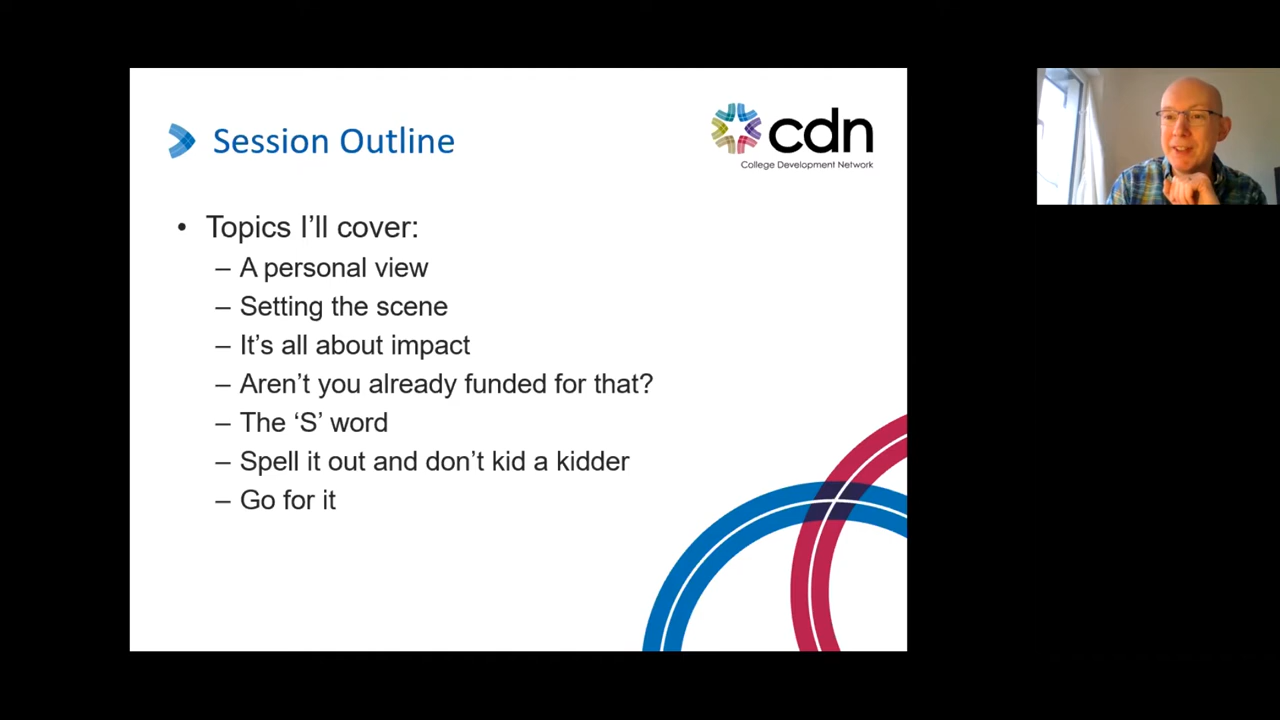 Session Outline
cdn
College Development Network
• Topics I’ll cover:
– A personal view
– Setting the scene
– It’s all about impact
– Aren’t you already funded for that?
– The ‘S’ word
– Spell it out and don’t kid a kidder
– Go for it